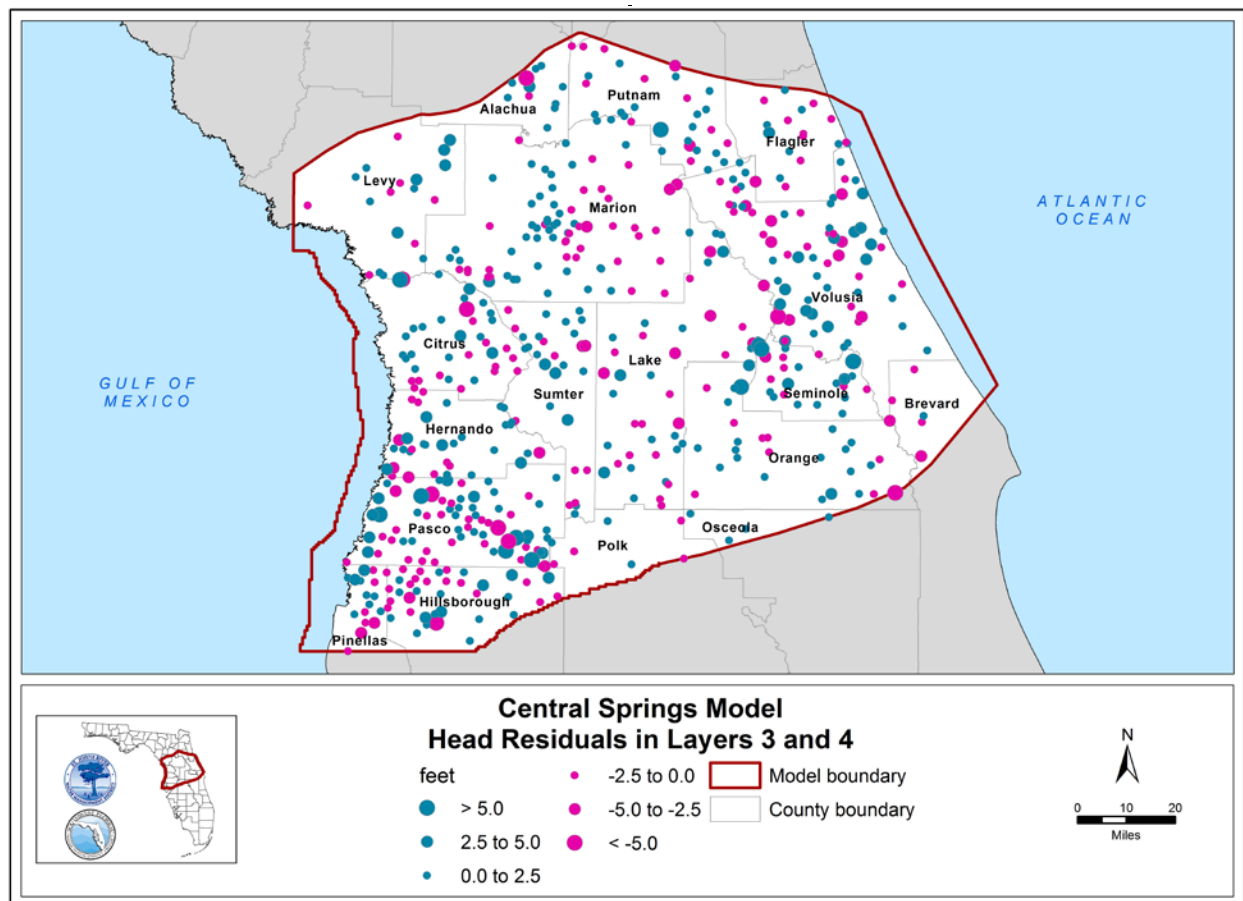 Putnam
Alachua
Flagler
Levy
Marion
ATLANTIC
OCEAN
Volusia
Citrus
Lake
GULF OF
MEXICO
Sumter
Seminole
Brevard
Hernando
Orange
Pasco
Osceola
Polk
Hillsborough
Pinellas
Central Springs Model
Head Residuals in Layers 3 and 4
feet
> 5.0
2.5 to 5.0
0.0 to 2.5
-2.5 to 0.0
-5.0 to -2.5
< -5.0
Model boundary
County boundary
N
0 10 20
Miles